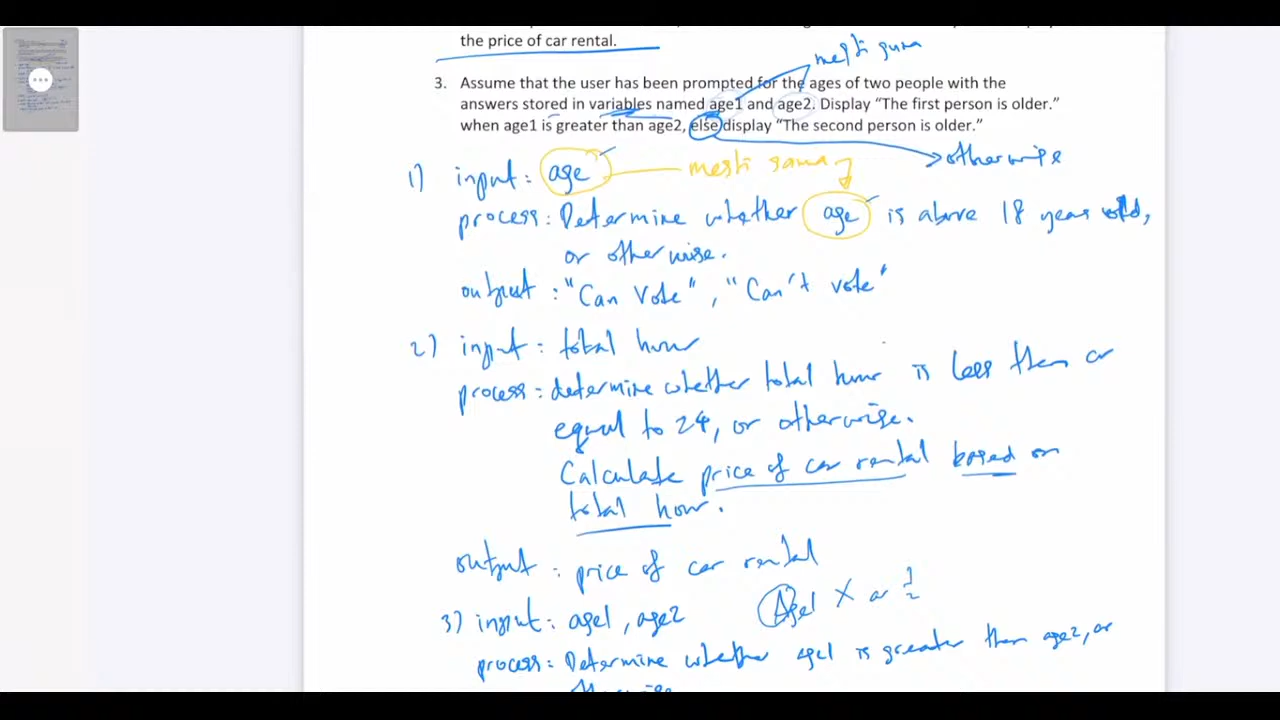 the price of car rental.
mesti sama
3. Assume that the user has been prompted for the ages of two people with the
answers stored in variables named age1 and age2. Display “The first person is older.”
when age1 is greater than age2, else display “The second person is older.”
otherwise
1) input : age mesti sama
process : Determine whether age is above 18 year old,
or otherwise.
output : "Can Vote", "Can't vote"
2) input : total hour
process : determine whether total hour is less than or
equal to 24, or otherwise.
Calculate price of car rental based on
total hour.
output : price of car rental
Age1 X
3) input : age1, age2
process : Determine whether age1 is greater than age2, or